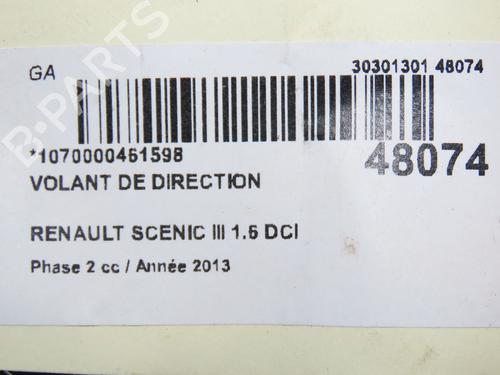 GA
30301301 48074
*1070000461598
48074
VOLANT DE DIRECTION
RENAULT SCENIC III 1.6 DCI
Phase 2 cc / Année 2013
B-PARTS